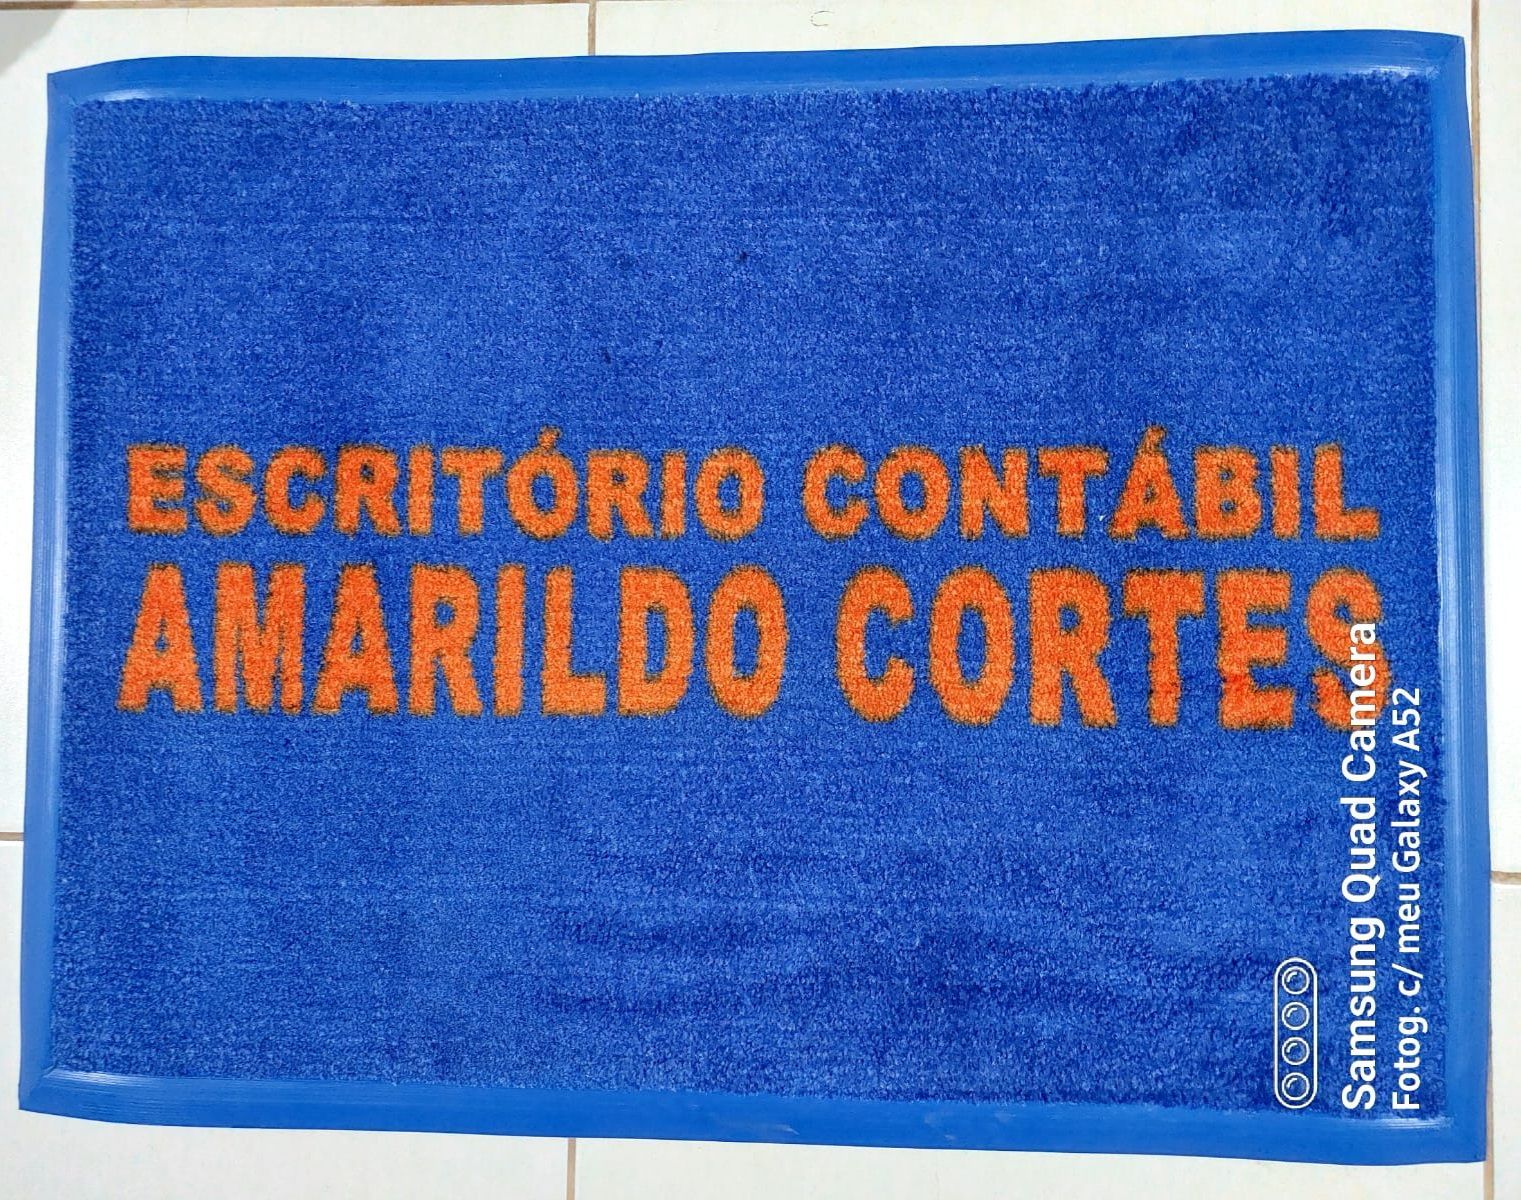 ESCRITÓRIO CONTÁBIL
AMARILDO CORTES
Samsung Quad Camera
Fotog. c/ meu Galaxy A52